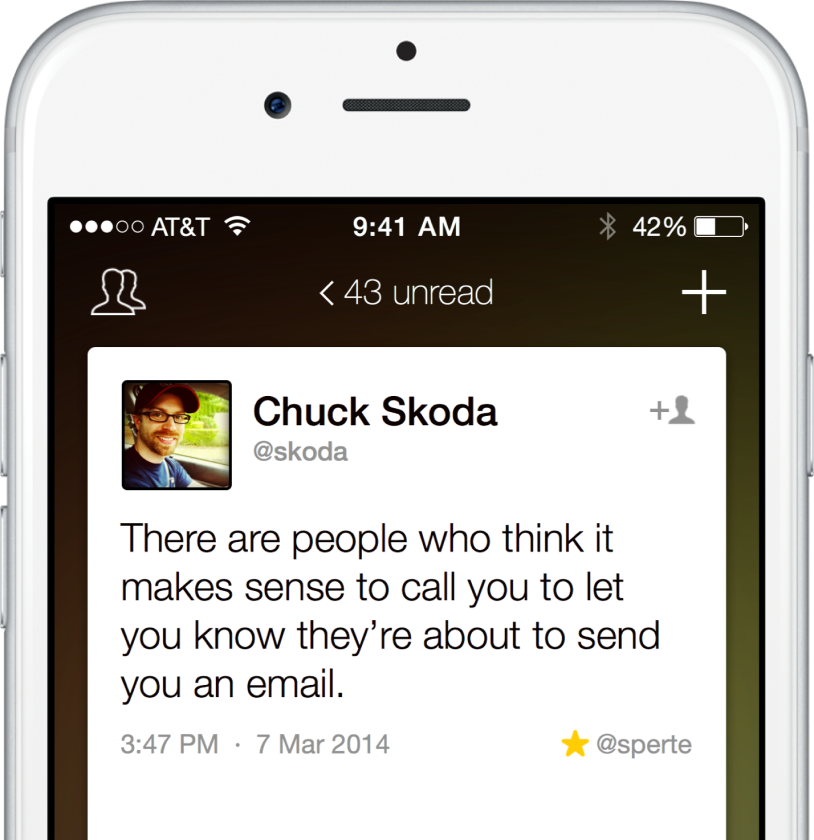 AT&T 9:41 AM 42%
< 43 unread +
Chuck Skoda
@skoda
There are people who think it
makes sense to call you to let
you know they’re about to send
you an email.
3:47 PM · 7 Mar 2014 @sperte